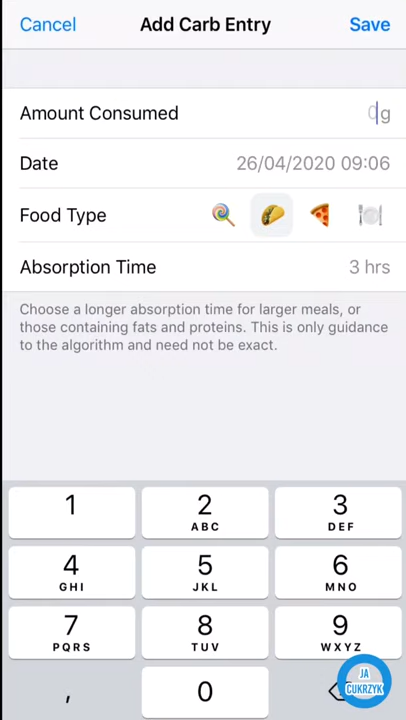 Cancel Add Carb Entry Save
Amount Consumed 0g
Date 26/04/2020 09:06
Food Type
Absorption Time 3 hrs
Choose a longer absorption time for larger meals, or
those containing fats and proteins. This is only guidance
to the algorithm and need not be exact.
1 2 3
ABC DEF
4 5 6
GHI JKL MNO
7 8 9
PQRS TUV WXYZ
, 0
JA
CUKRZYK